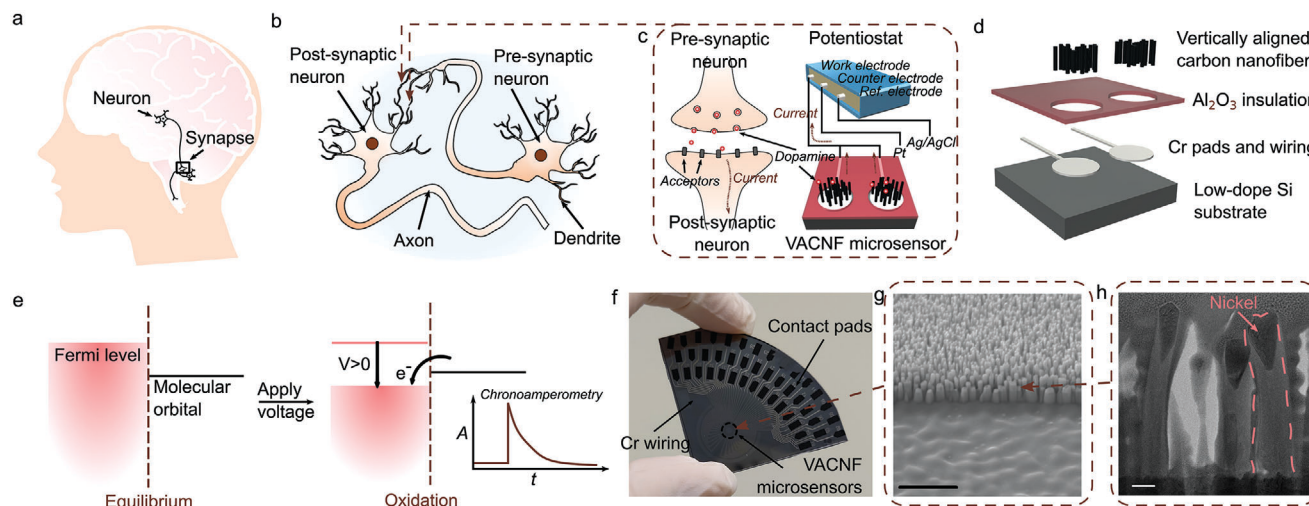 a
Neuron
Synapse
b
Post-synaptic
neuron
Pre-synaptic
neuron
Axon
Dendrite
c
Pre-synaptic
neuron
Potentiostat
Work electrode
Counter electrode
Ref. electrode
Current
Ag/AgCl
Pt
Dopamine
Acceptors
Current
Post-synaptic
neuron
VACNF microsensor
d
Vertically aligned
carbon nanofiber
Al2O3 insulation
Cr pads and wiring
Low-dope Si
substrate
e
Fermi level
Molecular
orbital
Equilibrium
Apply
voltage
V>0
e-
Chronoamperometry
A
t
Oxidation
f
Contact pads
Cr wiring
VACNF
microsensors
g
h
Nickel